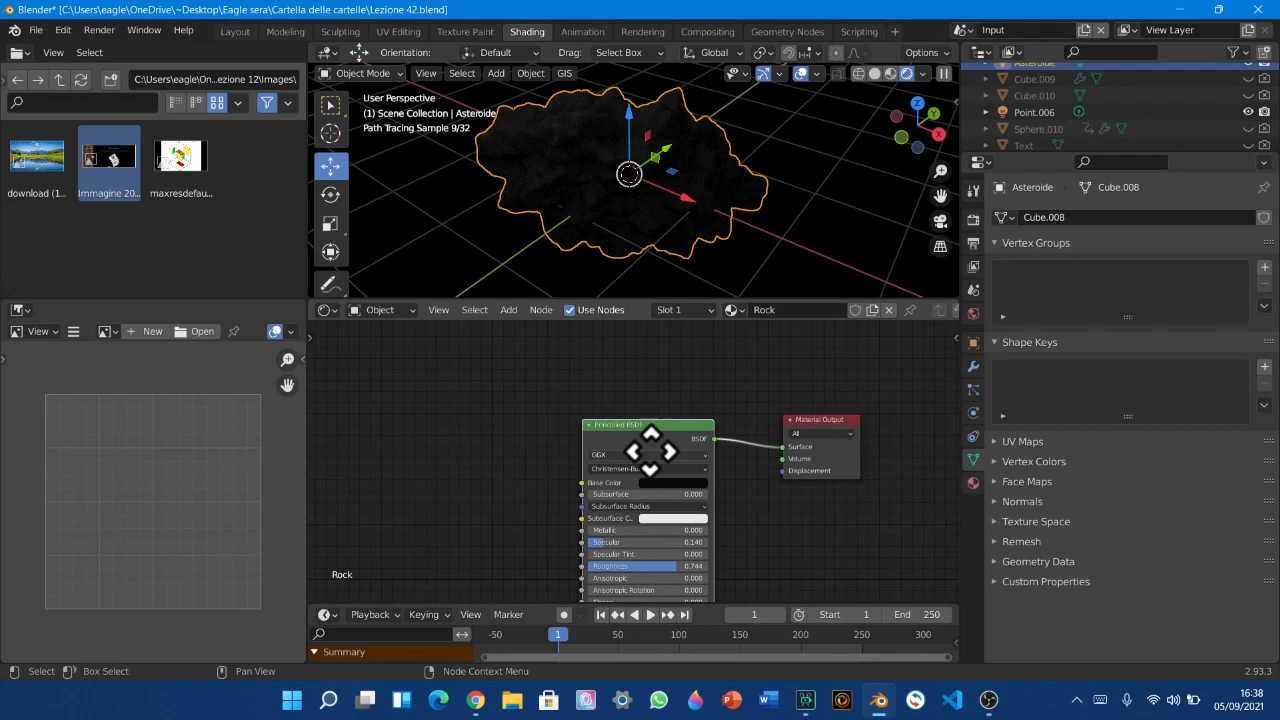 Blender* [C:\Users\eagle\OneDrive\~Desktop\Eagle sera\Cartella delle cartelle\Lezione 42.blend]
File Edit Render Window Help Layout Modeling Sculpting UV Editing Texture Paint Shading Animation Rendering Compositing Geometry Nodes Scripting + Input View Layer
View Select Orientation: Default Drag: Select Box Global Options
C:\Users\eagle\On...ezione 12\Images\ Object Mode View Select Add Object GIS
User Perspective
(1) Scene Collection | Asteroide
Path Tracing Sample 9/32
Z
Y
X
Asteroide
Cube.009
Cube.010
Point.006
Sphere.010
Text
download (1... Immagine 20... maxresdefau...
Asteroide Cube.008
Cube.008
Vertex Groups
Shape Keys
UV Maps
Vertex Colors
Face Maps
Normals
Texture Space
Remesh
Geometry Data
Custom Properties
View New Open
Object View Select Add Node Use Nodes Slot 1 Rock
Principled BSDF
BSDF
GGX
Christensen-Bu
Base Color
Subsurface 0.000
Subsurface Radius
Subsurface C..
Metallic 0.000
Specular 0.140
Specular Tint 0.000
Roughness 0.744
Anisotropic 0.000
Anisotropic Rotation 0.000
Material Output
All
Surface
Volume
Displacement
Rock
Playback Keying View Marker 1 Start 1 End 250
-50 1 50 100 150 200 250 300
Summary
Select Box Select Pan View Node Context Menu 2.93.3
16:38
05/09/2021